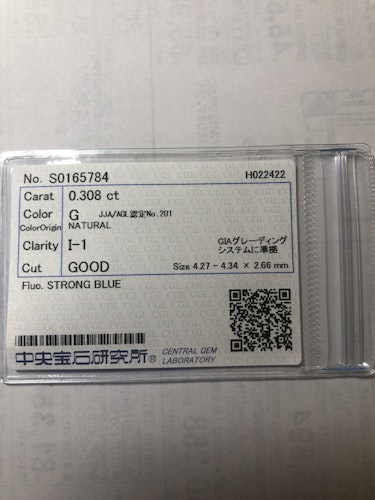 No. S0165784 H022422
Carat 0.308 ct
Color G JJA/AGL認定No.201
ColorOrigin NATURAL
Clarity I-1 GIAグレーディング
システムに準拠
Cut GOOD Size 4.27 - 4.34 × 2.66 mm
Fluo. STRONG BLUE
中央宝石研究所® CENTRAL GEM
LABORATORY